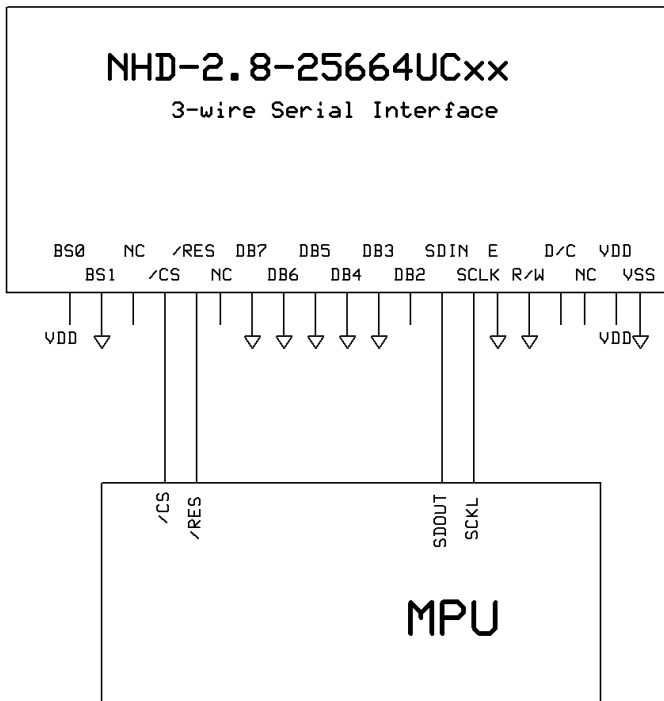 NHD-2.8-25664UCxx
3-wire Serial Interface
BS0 NC /RES DB7 DB5 DB3 SDIN E D/C VDD
BS1 /CS NC DB6 DB4 DB2 SCLK R/W NC VSS
VDD VDD
/CS /RES SDOUT SCKL
MPU